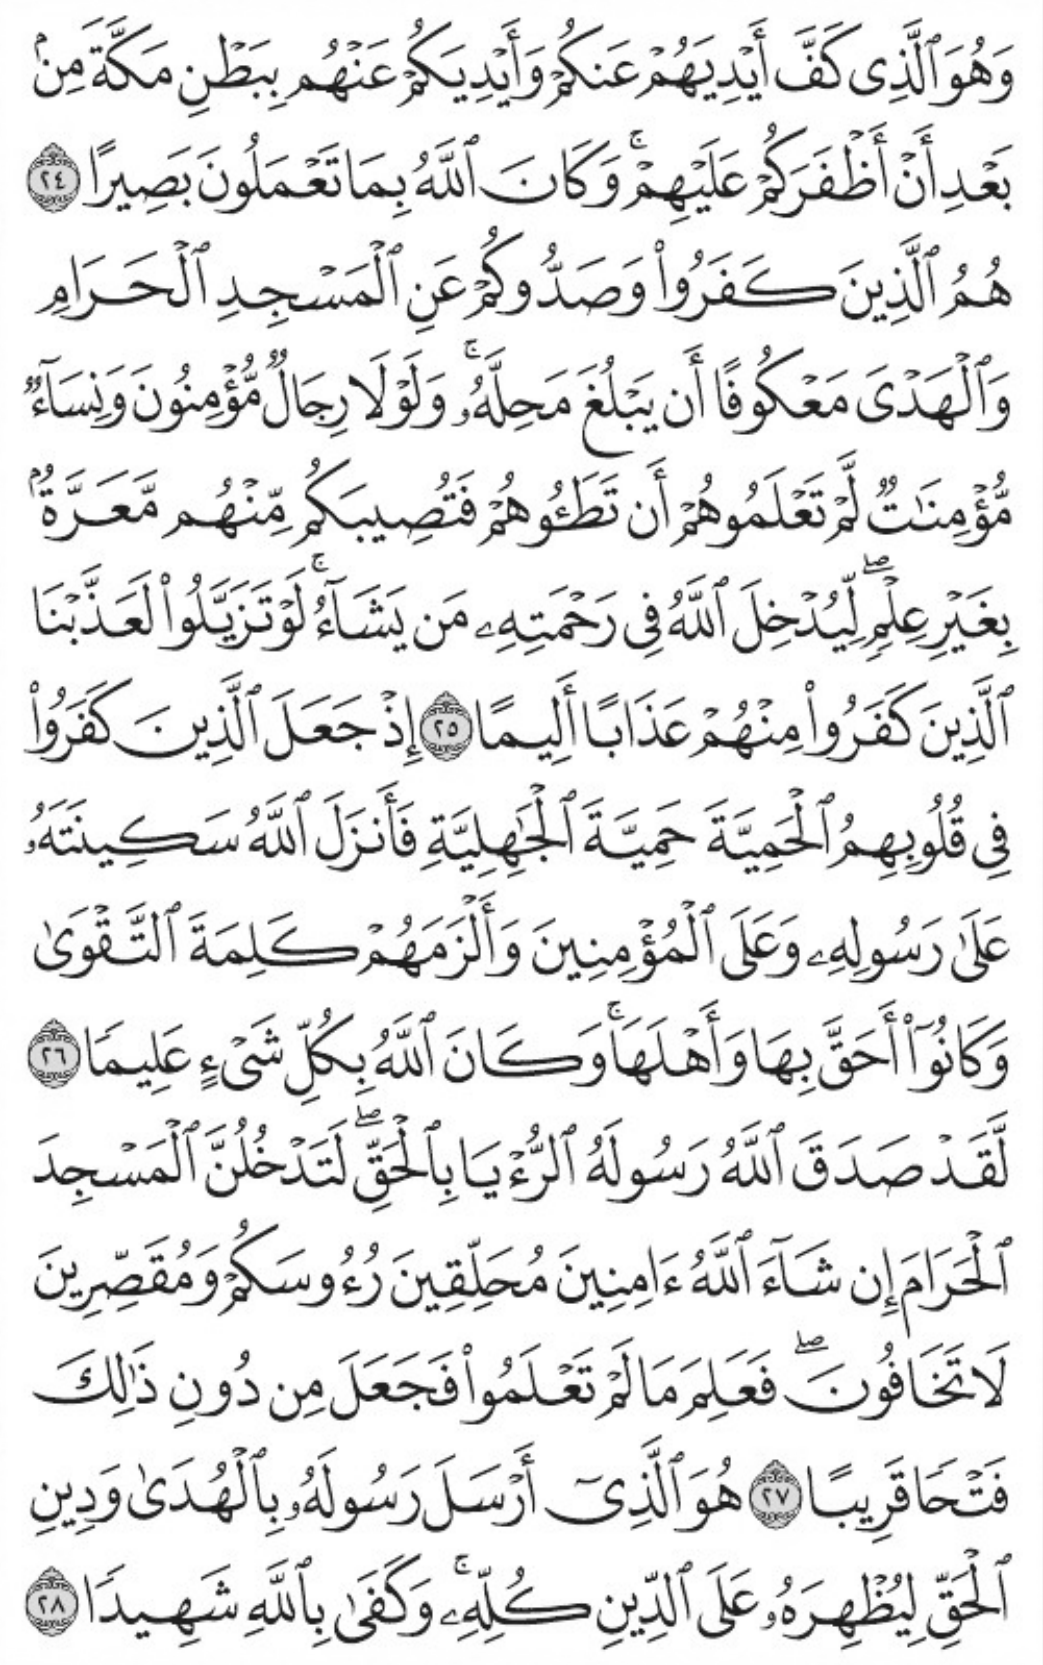 وَهُوَ ٱلَّذِى كَفَّ أَيْدِيَهُمْ عَنكُمْ وَأَيْدِيَكُمْ عَنْهُم بِبَطْنِ مَكَّةَ مِنۢ
بَعْدِ أَنْ أَظْفَرَكُمْ عَلَيْهِمْ ۚ وَكَانَ ٱللَّهُ بِمَا تَعْمَلُونَ بَصِيرًا ٢٤
هُمُ ٱلَّذِينَ كَفَرُوا۟ وَصَدُّوكُمْ عَنِ ٱلْمَسْجِدِ ٱلْحَرَامِ
وَٱلْهَدْىَ مَعْكُوفًا أَن يَبْلُغَ مَحِلَّهُۥ ۚ وَلَوْلَا رِجَالٌ مُّؤْمِنُونَ وَنِسَآءٌ
مُّؤْمِنَٰتٌ لَّمْ تَعْلَمُوهُمْ أَن تَطَـُٔوهُمْ فَتُصِيبَكُم مِّنْهُم مَّعَرَّةٌۢ
بِغَيْرِ عِلْمٍ ۖ لِّيُدْخِلَ ٱللَّهُ فِى رَحْمَتِهِۦ مَن يَشَآءُ ۚ لَوْ تَزَيَّلُوا۟ لَعَذَّبْنَا
ٱلَّذِينَ كَفَرُوا۟ مِنْهُمْ عَذَابًا أَلِيمًا ٢٥ إِذْ جَعَلَ ٱلَّذِينَ كَفَرُوا۟
فِى قُلُوبِهِمُ ٱلْحَمِيَّةَ حَمِيَّةَ ٱلْجَٰهِلِيَّةِ فَأَنزَلَ ٱللَّهُ سَكِينَتَهُۥ
عَلَىٰ رَسُولِهِۦ وَعَلَى ٱلْمُؤْمِنِينَ وَأَلْزَمَهُمْ كَلِمَةَ ٱلتَّقْوَىٰ
وَكَانُوٓا۟ أَحَقَّ بِهَا وَأَهْلَهَا ۚ وَكَانَ ٱللَّهُ بِكُلِّ شَىْءٍ عَلِيمًا ٢٦
لَّقَدْ صَدَقَ ٱللَّهُ رَسُولَهُ ٱلرُّءْيَا بِٱلْحَقِّ ۖ لَتَدْخُلُنَّ ٱلْمَسْجِدَ
ٱلْحَرَامَ إِن شَآءَ ٱللَّهُ ءَامِنِينَ مُحَلِّقِينَ رُءُوسَكُمْ وَمُقَصِّرِينَ
لَا تَخَافُونَ ۖ فَعَلِمَ مَا لَمْ تَعْلَمُوا۟ فَجَعَلَ مِن دُونِ ذَٰلِكَ
فَتْحًا قَرِيبًا ٢٧ هُوَ ٱلَّذِىٓ أَرْسَلَ رَسُولَهُۥ بِٱلْهُدَىٰ وَدِينِ
ٱلْحَقِّ لِيُظْهِرَهُۥ عَلَى ٱلدِّينِ كُلِّهِۦ ۚ وَكَفَىٰ بِٱللَّهِ شَهِيدًا ٢٨